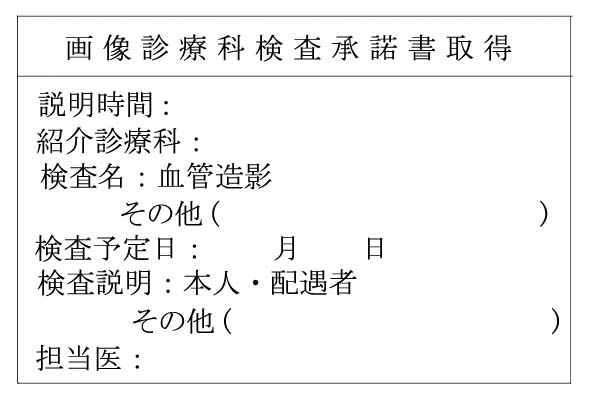 画像診療科検査承諾書取得
説明時間：
紹介診療科：
検査名：血管造影
その他（　　　　　　　　　　）
検査予定日：　　月　　日
検査説明：本人・配遇者
その他（　　　　　　　　　　）
担当医：